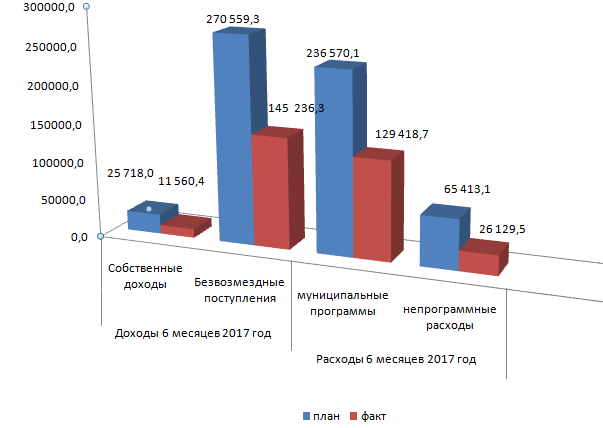 300000,0
250000,0
200000,0
150000,0
100000,0
50000,0
0,0
270 559,3
236 570,1
145 236,3
129 418,7
25 718,0
11 560,4
65 413,1
26 129,5
Собственные
доходы
Безвозмездные
поступления
муниципальные
программы
непрограммные
расходы
Доходы 6 месяцев 2017 год
Расходы 6 месяцев 2017 год
план
факт